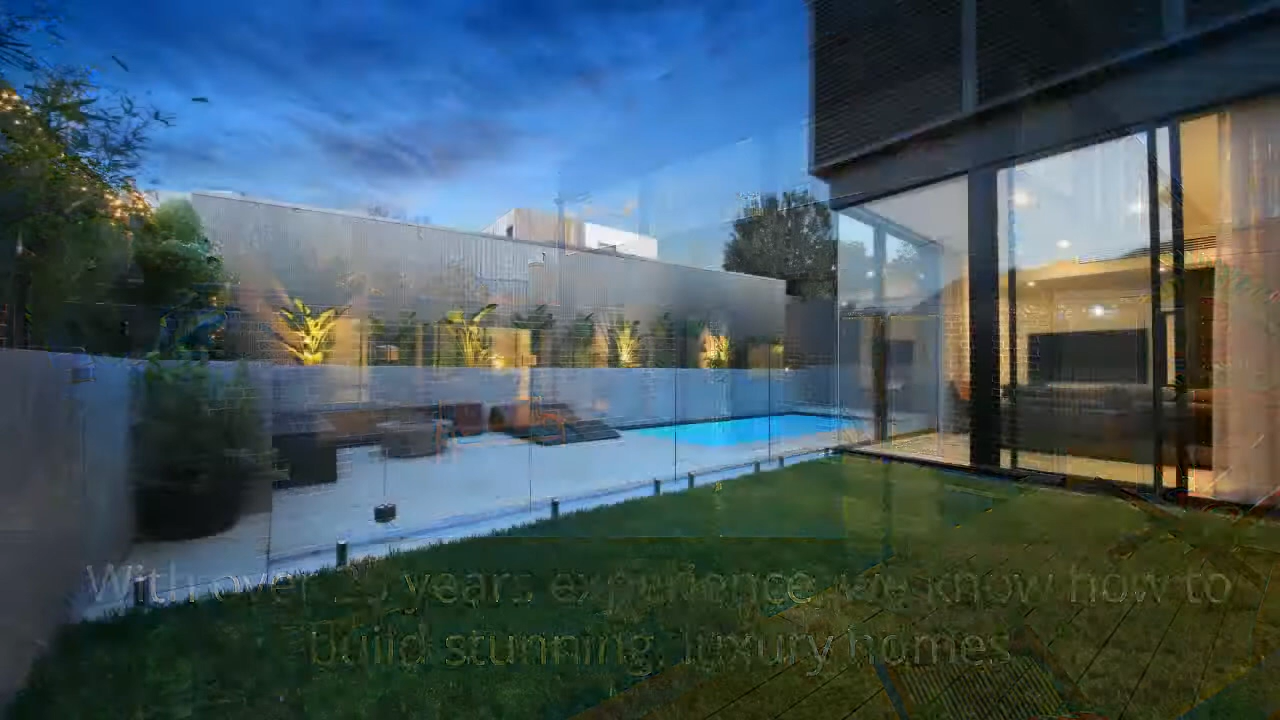 With over years experience, we know how to
build stunning, luxury homes